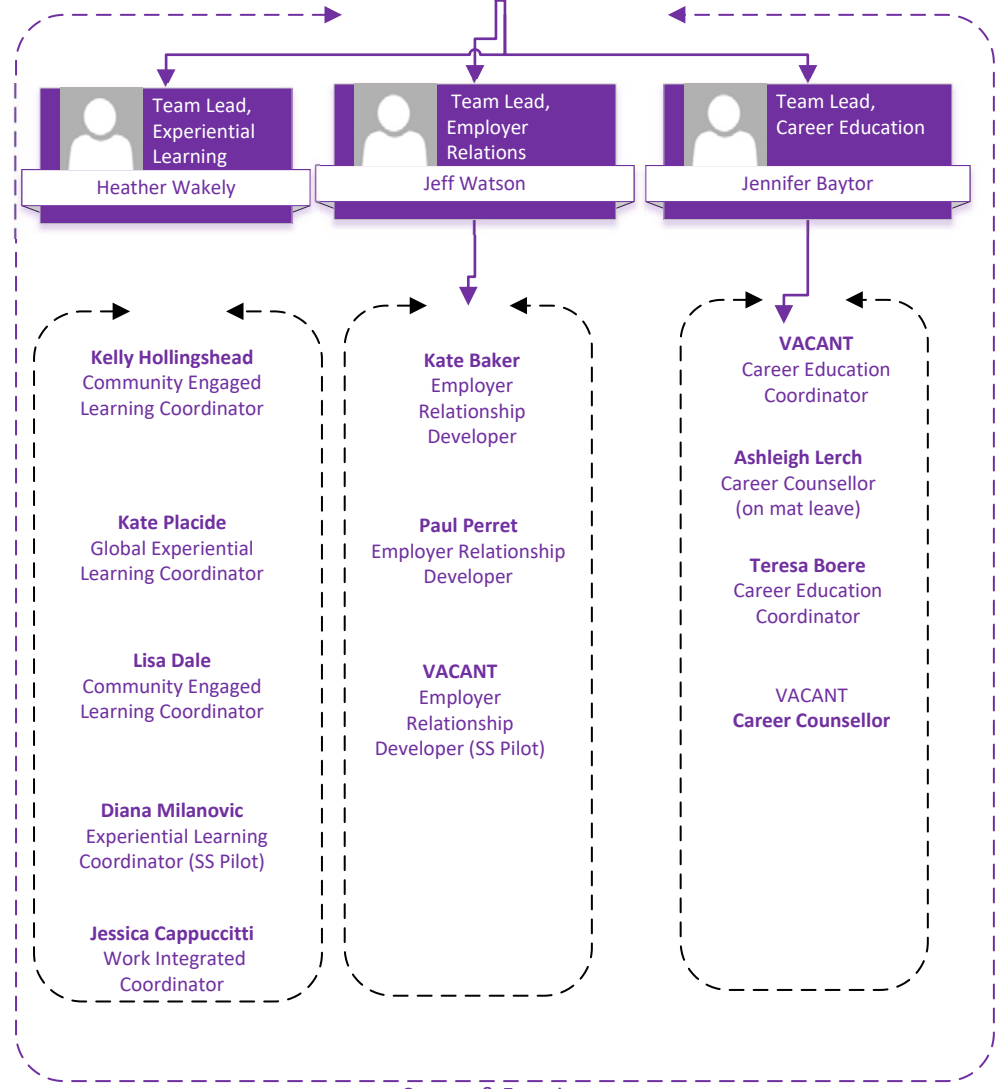 Team Lead,
Experiential
Learning
Heather Wakely
Team Lead,
Employer
Relations
Jeff Watson
Team Lead,
Career Education
Jennifer Baytor
Kelly Hollingshead
Community Engaged
Learning Coordinator
Kate Placide
Global Experiential
Learning Coordinator
Lisa Dale
Community Engaged
Learning Coordinator
Diana Milanovic
Experiential Learning
Coordinator (SS Pilot)
Jessica Cappuccitti
Work Integrated
Coordinator
Kate Baker
Employer
Relationship
Developer
Paul Perret
Employer Relationship
Developer
VACANT
Employer
Relationship
Developer (SS Pilot)
VACANT
Career Education
Coordinator
Ashleigh Lerch
Career Counsellor
(on mat leave)
Teresa Boere
Career Education
Coordinator
VACANT
Career Counsellor